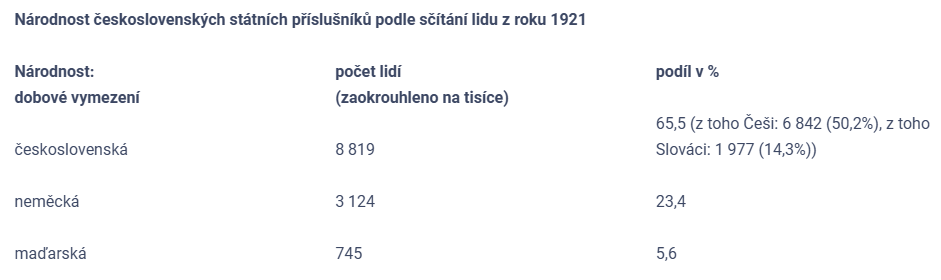 Národnost československých státních příslušníků podle sčítání lidu z roku 1921
Národnost: počet lidí podíl v %
dobové vymezení (zaokrouhleno na tisíce)
65,5 (z toho Češi: 6 842 (50,2%), z toho
československá 8 819 Slováci: 1 977 (14,3%))
neměcká 3 124 23,4
maďarská 745 5,6